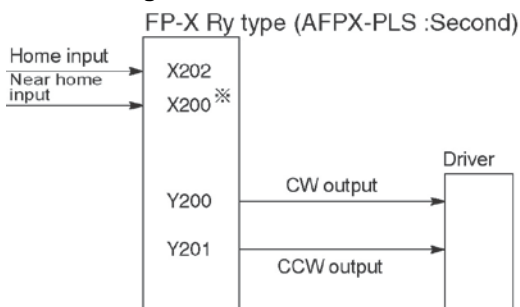 FP-X Ry type (AFPX-PLS :Second)
Home input
X202
Near home
input
X200※
Driver
Y200
CW output
Y201
CCW output